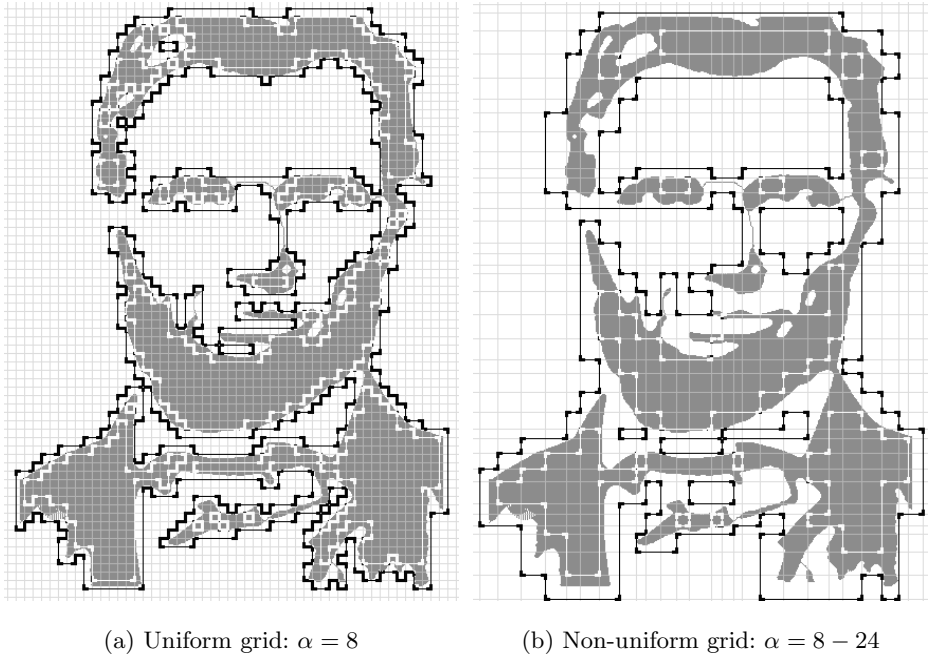 (a) Uniform grid: α = 8
(b) Non-uniform grid: α = 8 − 24